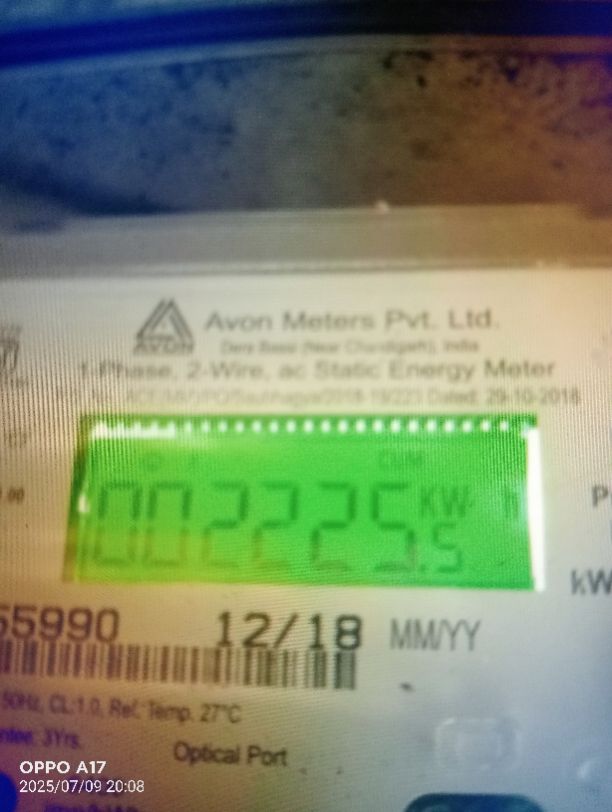 Avon Meters Pvt. Ltd.
AVON
Dera Bassi (Near Chandigarh), India
1-Phase, 2-Wire, ac Static Energy Meter
Dated: 29-10-2018
CUM
002225.5 KW h
kW
55990 12/18 MM/YY
50Hz, CL:1.0, Ref. Temp. 27°C
3Yrs.
Optical Port
OPPO A17
2025/07/09 20:08